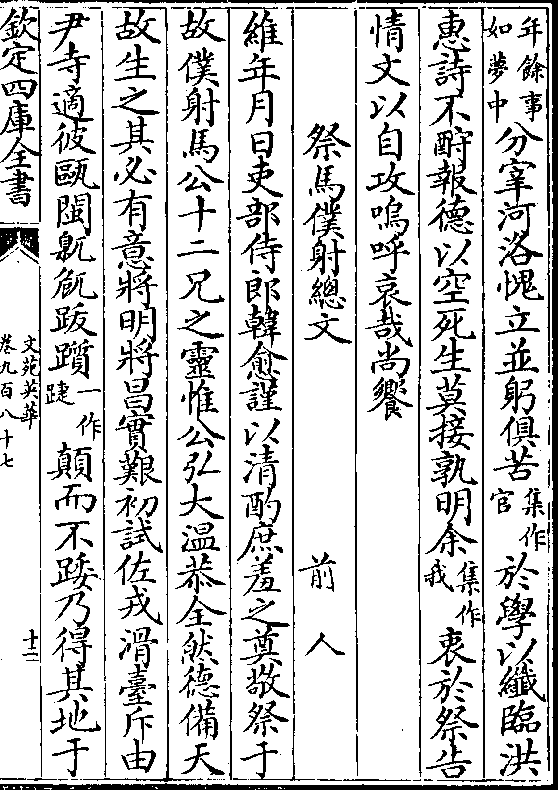 年餘事
如夢中分宰河洛愧立並躬俱苦集作
官於學以纖臨洪
惠詩不酧報德以空死生莫接孰明余集作
我衷於祭告
情文以自攻嗚呼哀哉尚饗
祭馬僕射總文 前人
維年月日吏部侍郎韓愈謹以清酌庶羞之奠敬祭于
故僕射馬公十二兄之靈惟公弘大温恭全然德備天
故生之其必有意將明將昌實艱初試佐戎滑臺斥由
尹寺適彼甌閩臲卼跋躓一作
踕顛而不踒乃得其地于
欽定四庫全書
文苑英華
卷九百八十七
十二